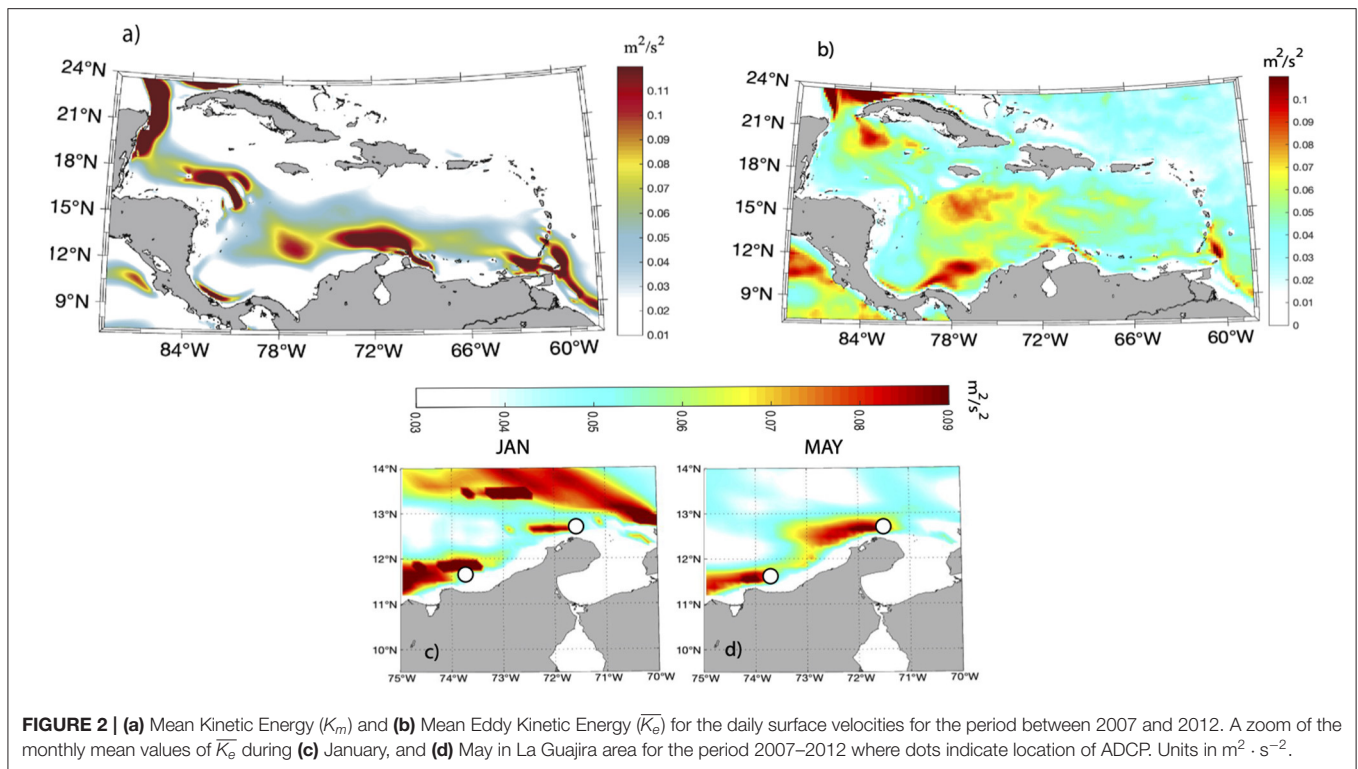 a)
m²/s²
24°N
21°N
18°N
15°N
12°N
9°N
84°W 78°W 72°W 66°W 60°W
0.11
0.1
0.09
0.08
0.07
0.06
0.05
0.04
0.03
0.02
0.01
b)
m²/s²
24°N
21°N
18°N
15°N
12°N
9°N
84°W 78°W 72°W 66°W 60°W
0.1
0.09
0.08
0.07
0.06
0.05
0.04
0.03
0.02
0.01
0
0.03 0.04 0.05 0.06 0.07 0.08 0.09
m²/s²
JAN
14°N
13°N
12°N
11°N
10°N
c)
75°W 74°W 73°W 72°W 71°W 70°W
MAY
14°N
13°N
12°N
11°N
10°N
d)
75°W 74°W 73°W 72°W 71°W 70°W
FIGURE 2 | (a) Mean Kinetic Energy (Kₘ) and (b) Mean Eddy Kinetic Energy (K̅ₑ) for the daily surface velocities for the period between 2007 and 2012. A zoom of the
monthly mean values of K̅ₑ during (c) January, and (d) May in La Guajira area for the period 2007–2012 where dots indicate location of ADCP. Units in m² · s⁻².